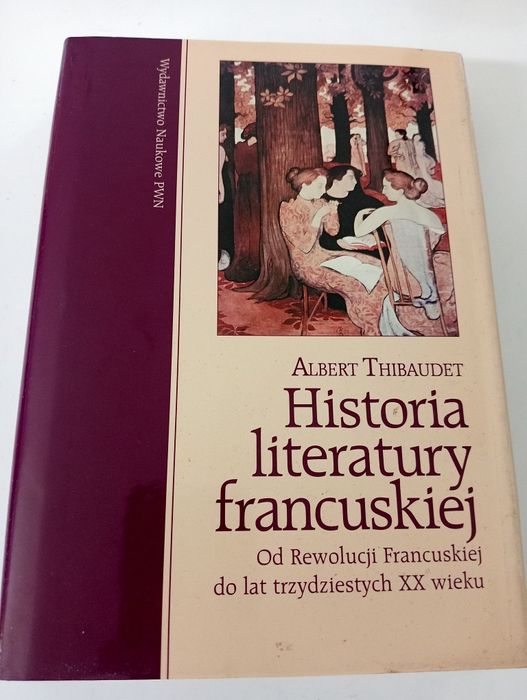 Wydawnictwo Naukowe PWN
ALBERT THIBAUDET
Historia
literatury
francuskiej
Od Rewolucji Francuskiej
do lat trzydziestych XX wieku